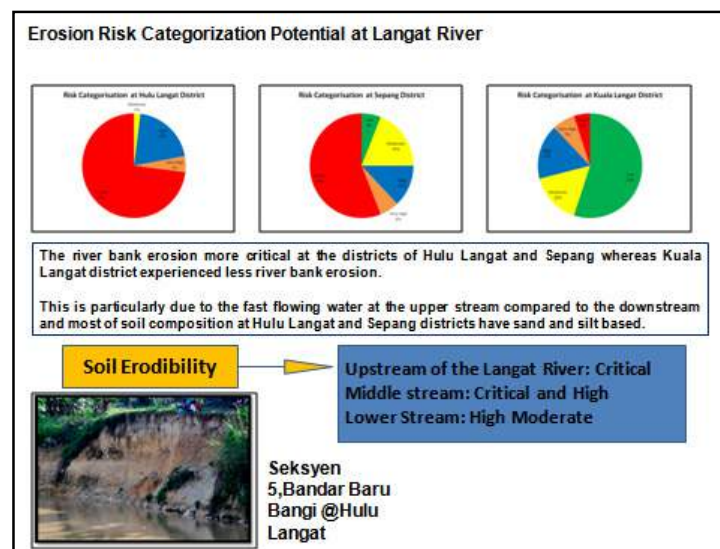 Erosion Risk Categorization Potential at Langat River
Risk Categorisation at Hulu Langat District
Risk Categorisation at Sepang District
Risk Categorisation at Kuala Langat District
The river bank erosion more critical at the districts of Hulu Langat and Sepang whereas Kuala
Langat district experienced less river bank erosion.
This is particularly due to the fast flowing water at the upper stream compared to the downstream
and most of soil composition at Hulu Langat and Sepang districts have sand and silt based.
Soil Erodibility
Upstream of the Langat River: Critical
Middle stream: Critical and High
Lower Stream: High Moderate
Seksyen
5,Bandar Baru
Bangi @Hulu
Langat